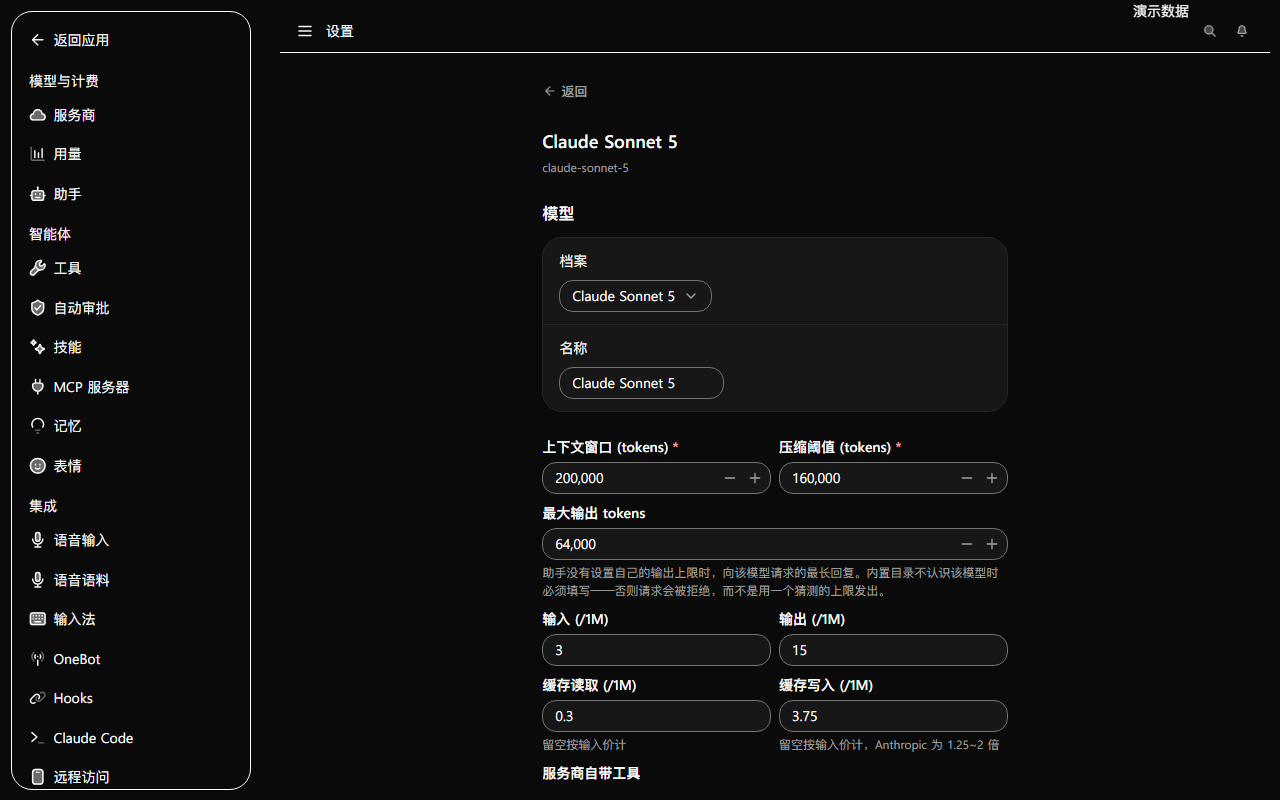 返回应用
模型与计费
服务商
用量
助手
智能体
工具
自动审批
技能
MCP 服务器
记忆
表情
集成
语音输入
语音语料
输入法
OneBot
Hooks
Claude Code
远程访问
设置
演示数据
返回
Claude Sonnet 5
claude-sonnet-5
模型
档案
Claude Sonnet 5
名称
Claude Sonnet 5
上下文窗口 (tokens) *
压缩阈值 (tokens) *
200,000
160,000
最大输出 tokens
64,000
助手没有设置自己的输出上限时，向该模型请求的最长回复。内置目录不认识该模型时
必须填写——否则请求会被拒绝，而不是用一个猜测的上限发出。
输入 (/1M)
输出 (/1M)
3
15
缓存读取 (/1M)
缓存写入 (/1M)
0.3
3.75
留空按输入价计
留空按输入价计，Anthropic 为 1.25~2 倍
服务商自带工具